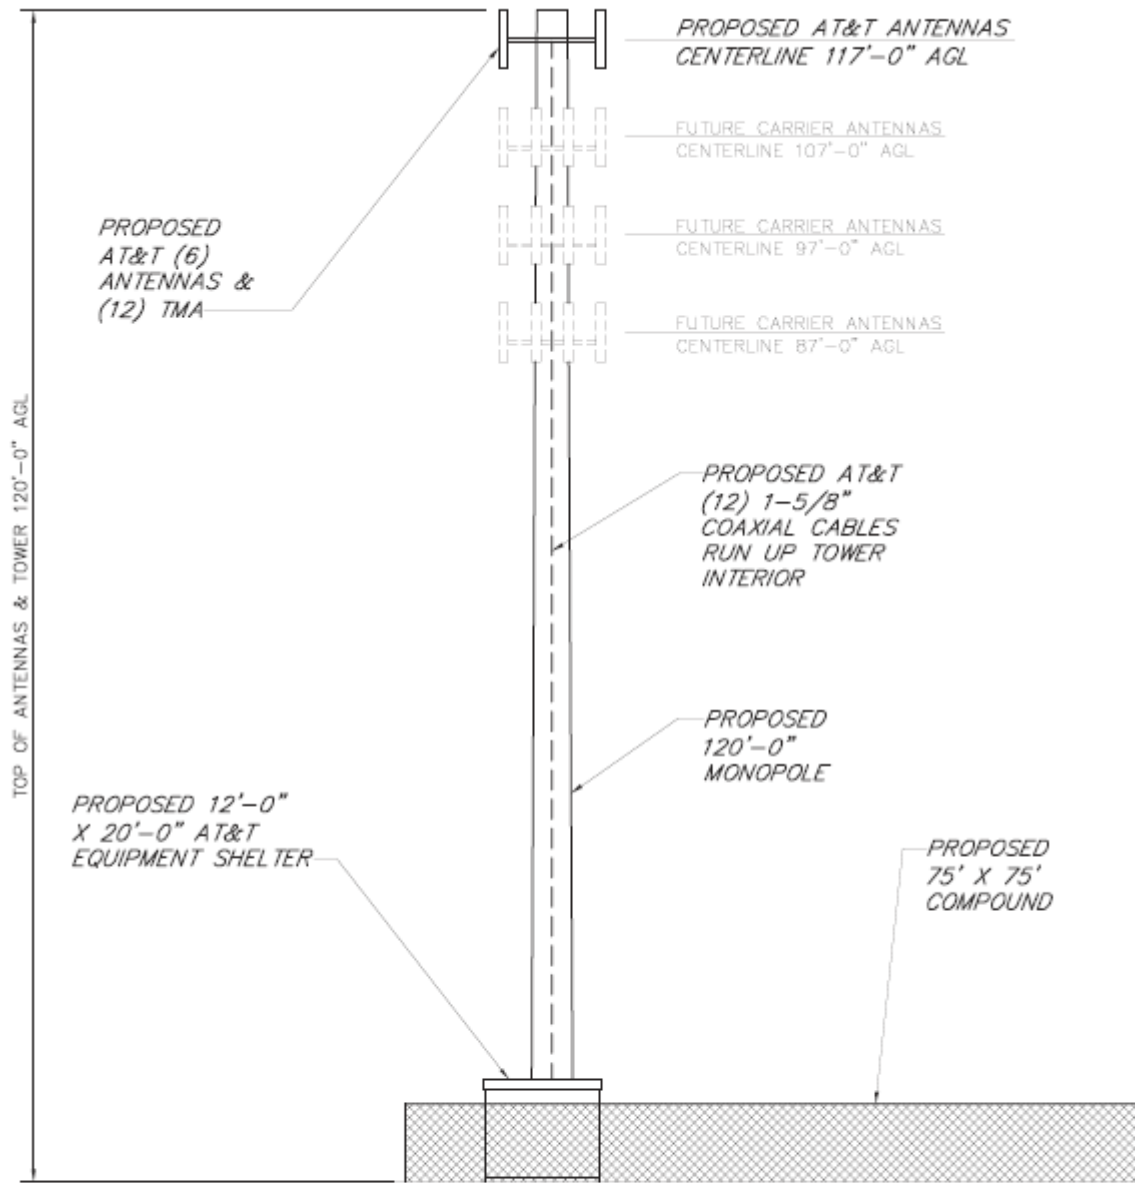 PROPOSED AT&T ANTENNAS
CENTERLINE 117'-0" AGL
FUTURE CARRIER ANTENNAS
CENTERLINE 107'-0" AGL
PROPOSED
AT&T (6)
ANTENNAS &
(12) TMA
FUTURE CARRIER ANTENNAS
CENTERLINE 97'-0" AGL
FUTURE CARRIER ANTENNAS
CENTERLINE 87'-0" AGL
TOP OF ANTENNAS & TOWER 120'-0" AGL
PROPOSED AT&T
(12) 1-5/8"
COAXIAL CABLES
RUN UP TOWER
INTERIOR
PROPOSED
120'-0"
MONOPOLE
PROPOSED 12'-0"
X 20'-0" AT&T
EQUIPMENT SHELTER
PROPOSED
75' X 75'
COMPOUND